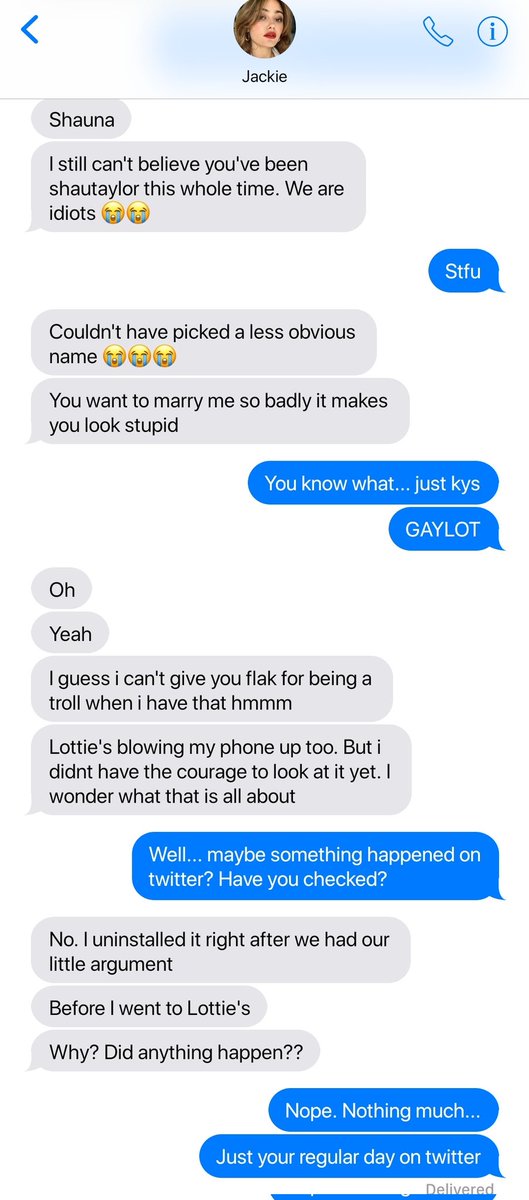 Jackie
Shauna
I still can't believe you've been
shautaylor this whole time. We are
idiots 😭😭
Stfu
Couldn't have picked a less obvious
name 😭😭😭
You want to marry me so badly it makes
you look stupid
You know what... just kys
GAYLOT
Oh
Yeah
I guess i can't give you flak for being a
troll when i have that hmmm
Lottie's blowing my phone up too. But i
didnt have the courage to look at it yet. I
wonder what that is all about
Well... maybe something happened on
twitter? Have you checked?
No. I uninstalled it right after we had our
little argument
Before I went to Lottie's
Why? Did anything happen??
Nope. Nothing much...
Just your regular day on twitter
Delivered